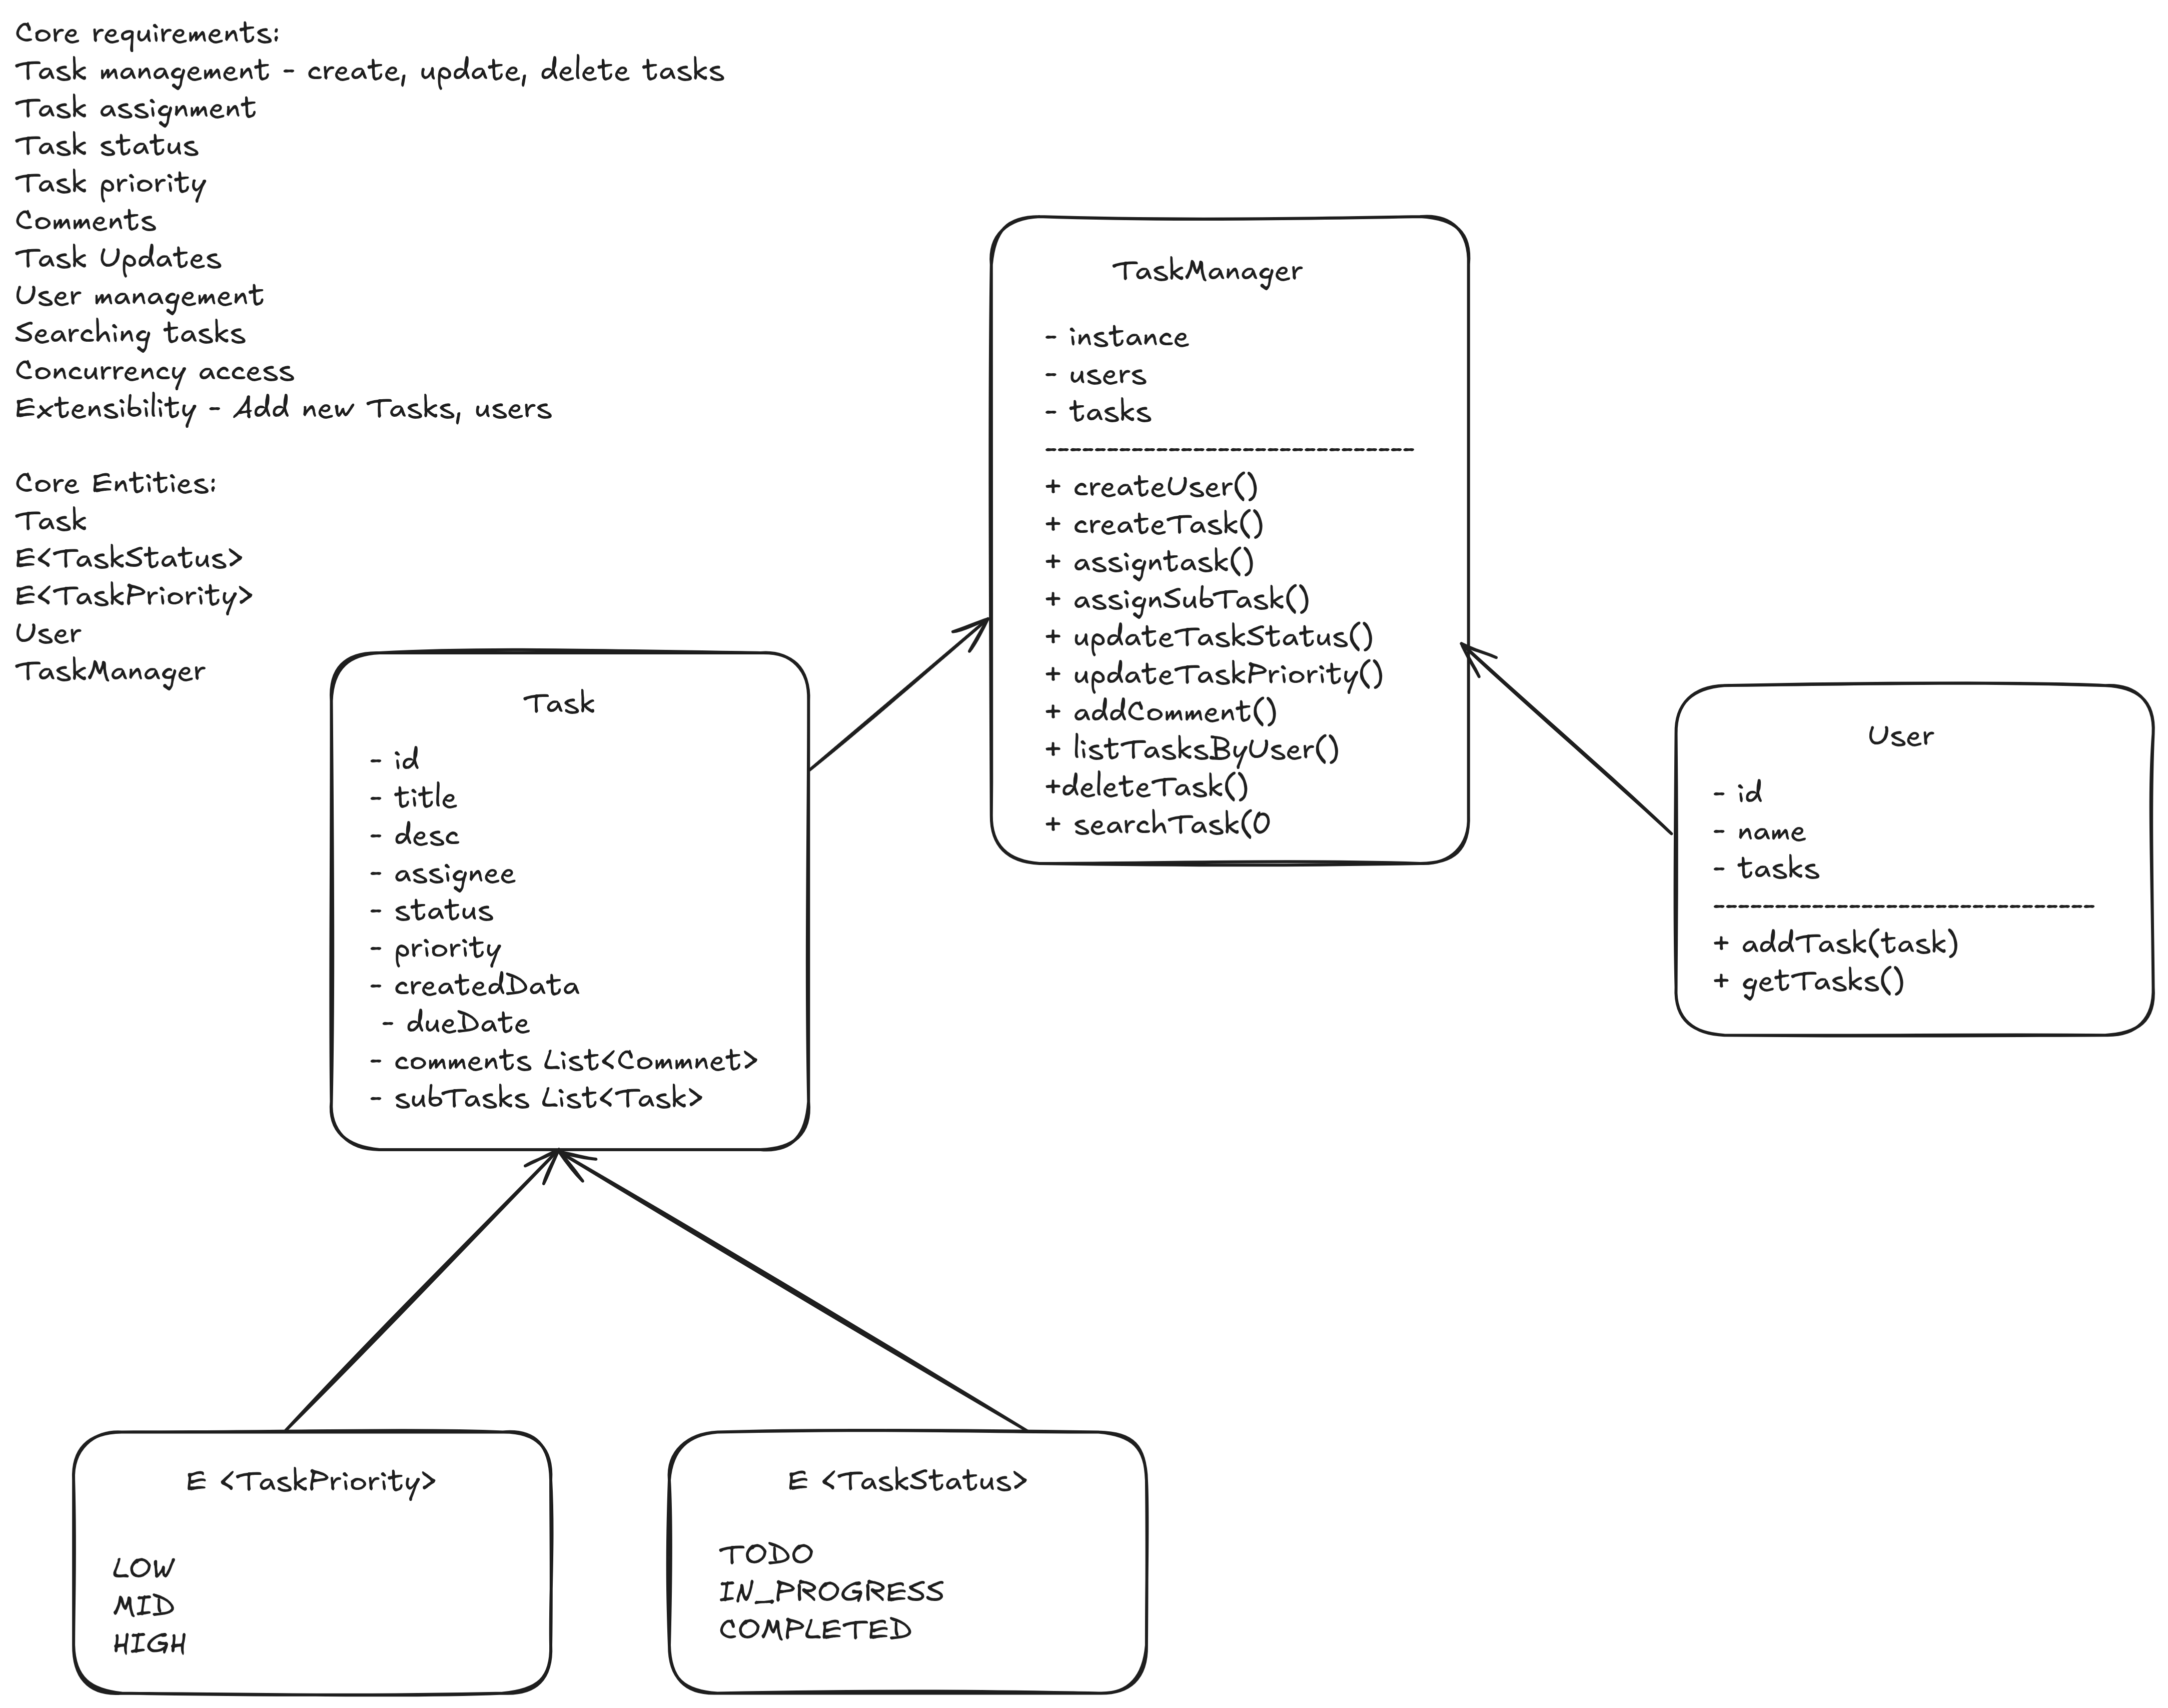 Core requirements:
Task management - create, update, delete tasks
Task assignment
Task status
Task priority
Comments
Task Updates
User management
Searching tasks
Concurrency access
Extensibility - Add new Tasks, users
Core Entities:
Task
E<TaskStatus>
E<TaskPriority>
User
TaskManager
TaskManager
- instance
- users
- tasks
-------------------------------
+ createUser()
+ createTask()
+ assigntask()
+ assignSubTask()
+ updateTaskStatus()
+ updateTaskPriority()
+ addComment()
+ listTasksByUser()
+deleteTask()
+ searchTask(0
Task
- id
- title
- desc
- assignee
- status
- priority
- createdData
- dueDate
- comments List<Commnet>
- subTasks List<Task>
User
- id
- name
- tasks
--------------------------------
+ addTask(task)
+ getTasks()
E <TaskPriority>
LOW
MID
HIGH
E <TaskStatus>
TODO
IN_PROGRESS
COMPLETED